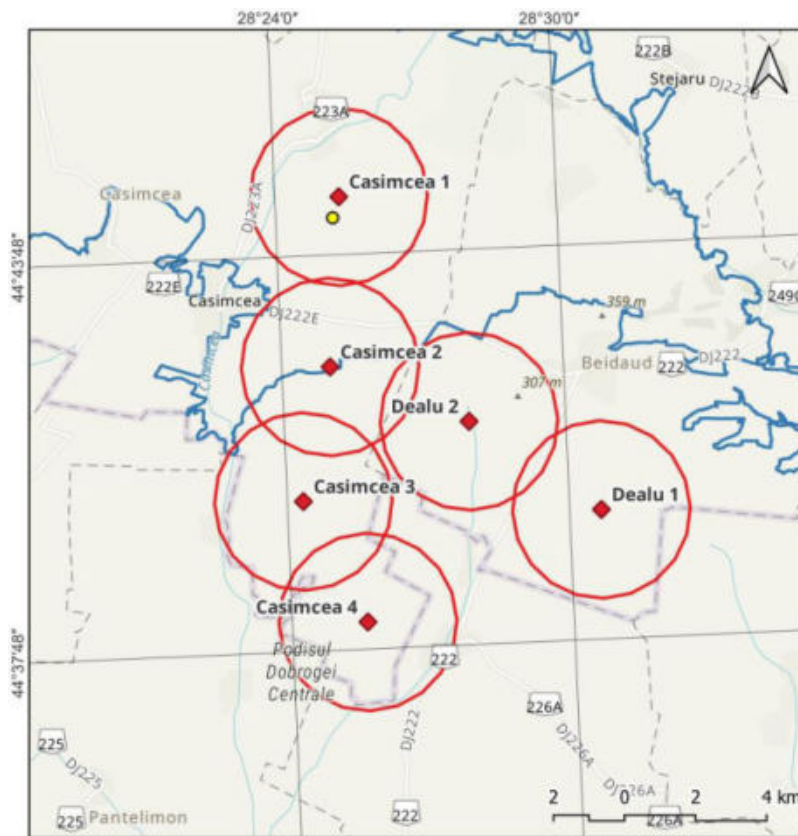 28°24'0" 28°30'0"
222B
Stejaru DJ222B
223A
Casimcea 1
Casimcea
DJ223A
44°43'48"
222E
Casimcea
DJ222E
249C
359 m
Casimcea
Casimcea 2
Beidaud 222 DJ222
Dealu 2
307 m
Casimcea 3
Dealu 1
Casimcea 4
44°37'48"
Podisul
Dobrogei
Centrale
222
DJ222
226A
DJ226A
225
DJ225
Pantelimon
225
222
226A
DJ226A
2 0 2 4 km